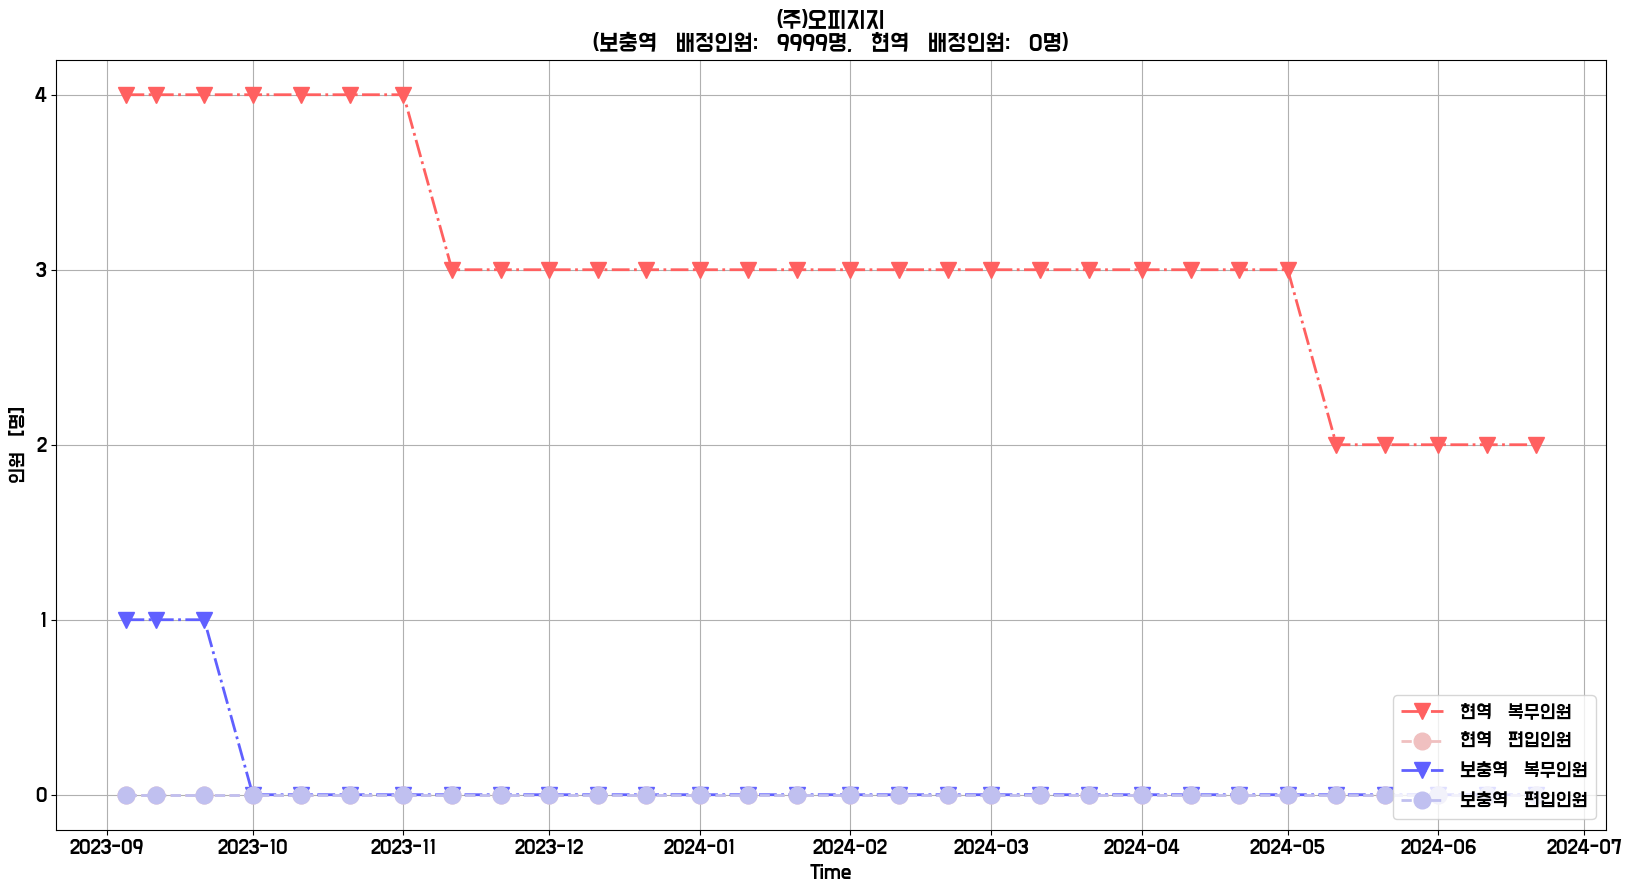 (주)오피지지
(보충역 배정인원: 9999명, 현역 배정인원: 0명)
4
3
2
1
0
인원 [명]
현역 복무인원
현역 편입인원
보충역 복무인원
보충역 편입인원
2023-09 2023-10 2023-11 2023-12 2024-01 2024-02 2024-03 2024-04 2024-05 2024-06 2024-07
Time